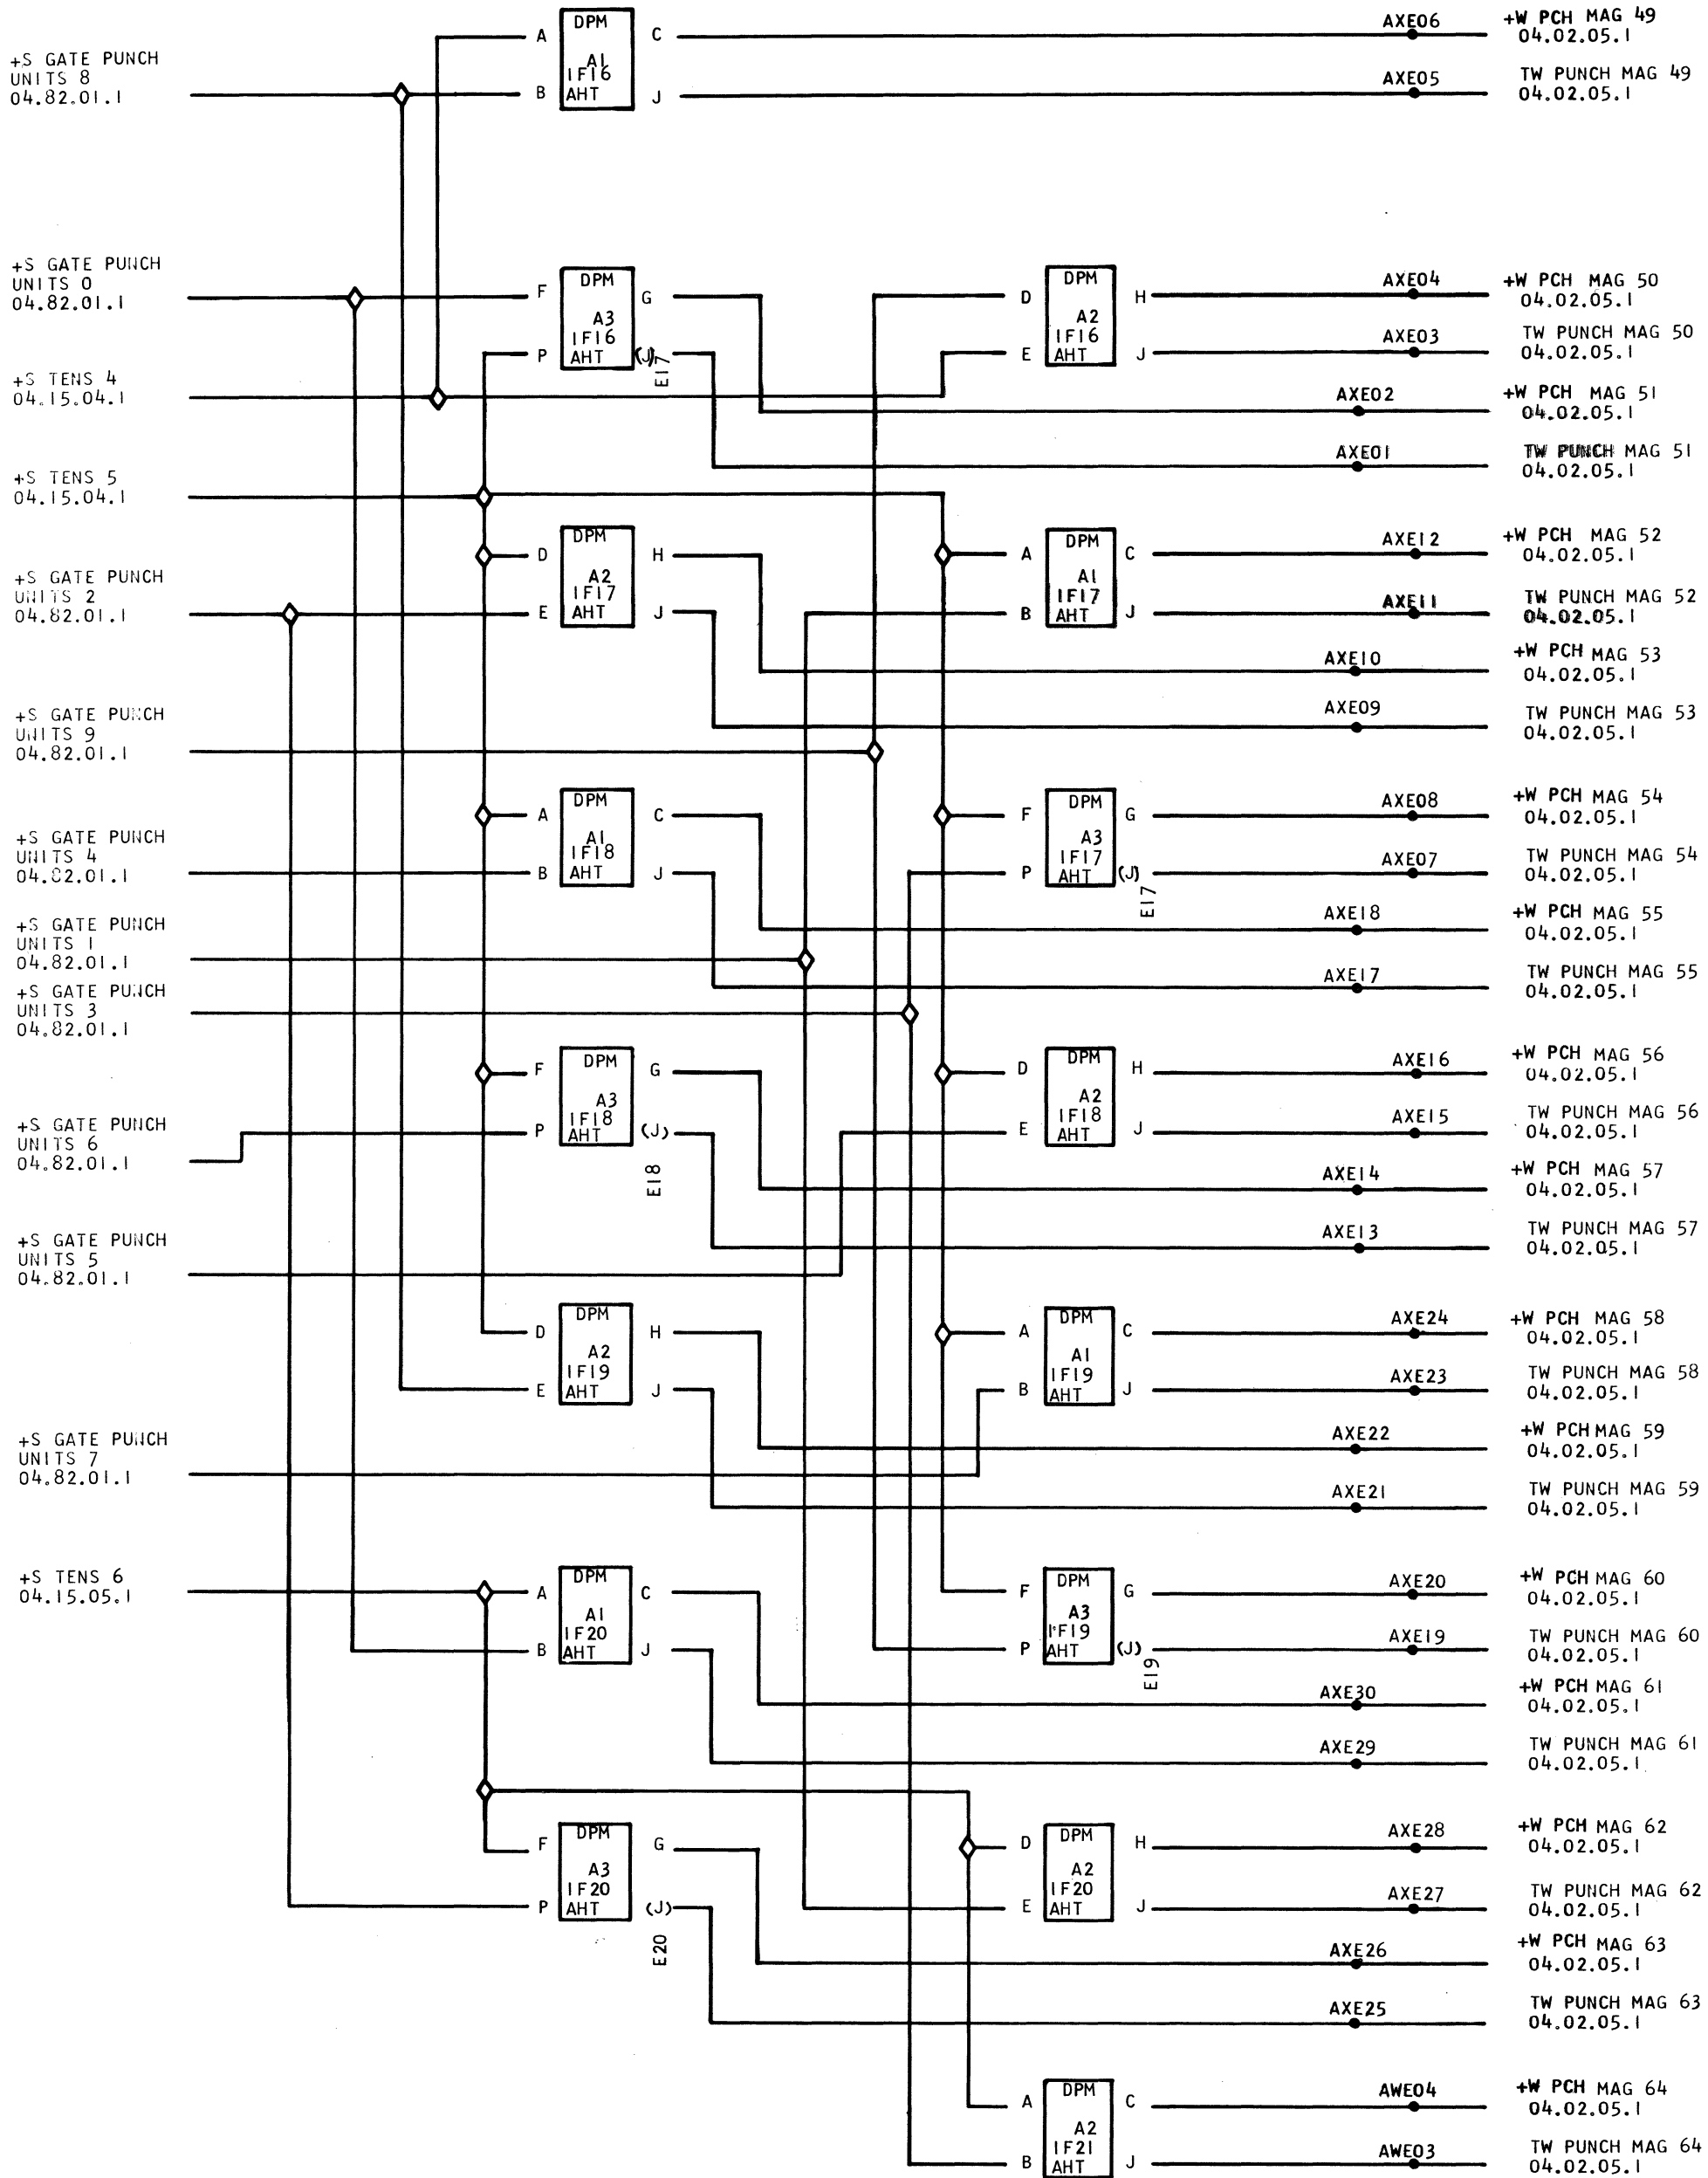 +S GATE PUNCH
UNITS 8
04.82.01.1
A
B
DPM
A1
1F16
AHT
C
J
AXE06
+W PCH MAG 49
04.02.05.1
AXE05
TW PUNCH MAG 49
04.02.05.1
+S GATE PUNCH
UNITS 0
04.82.01.1
F
P
DPM
A3
1F16
AHT
G
(J)
E17
D
E
DPM
A2
1F16
AHT
H
J
AXE04
+W PCH MAG 50
04.02.05.1
AXE03
TW PUNCH MAG 50
04.02.05.1
+S TENS 4
04.15.04.1
AXE02
+W PCH MAG 51
04.02.05.1
AXE01
TW PUNCH MAG 51
04.02.05.1
+S TENS 5
04.15.04.1
D
E
DPM
A2
1F17
AHT
H
J
A
B
DPM
A1
1F17
AHT
C
J
AXE12
+W PCH MAG 52
04.02.05.1
+S GATE PUNCH
UNITS 2
04.82.01.1
AXE11
TW PUNCH MAG 52
04.02.05.1
AXE10
+W PCH MAG 53
04.02.05.1
AXE09
TW PUNCH MAG 53
04.02.05.1
+S GATE PUNCH
UNITS 9
04.82.01.1
A
B
DPM
A1
1F18
AHT
C
J
F
P
DPM
A3
1F17
AHT
G
(J)
E17
AXE08
+W PCH MAG 54
04.02.05.1
+S GATE PUNCH
UNITS 4
04.82.01.1
AXE07
TW PUNCH MAG 54
04.02.05.1
+S GATE PUNCH
UNITS 1
04.82.01.1
AXE18
+W PCH MAG 55
04.02.05.1
AXE17
TW PUNCH MAG 55
04.02.05.1
+S GATE PUNCH
UNITS 3
04.82.01.1
F
P
DPM
A3
1F18
AHT
G
(J)
E18
D
E
DPM
A2
1F18
AHT
H
J
AXE16
+W PCH MAG 56
04.02.05.1
+S GATE PUNCH
UNITS 6
04.82.01.1
AXE15
TW PUNCH MAG 56
04.02.05.1
AXE14
+W PCH MAG 57
04.02.05.1
AXE13
TW PUNCH MAG 57
04.02.05.1
+S GATE PUNCH
UNITS 5
04.82.01.1
D
E
DPM
A2
1F19
AHT
H
J
A
B
DPM
A1
1F19
AHT
C
J
AXE24
+W PCH MAG 58
04.02.05.1
AXE23
TW PUNCH MAG 58
04.02.05.1
+S GATE PUNCH
UNITS 7
04.82.01.1
AXE22
+W PCH MAG 59
04.02.05.1
AXE21
TW PUNCH MAG 59
04.02.05.1
+S TENS 6
04.15.05.1
A
B
DPM
A1
1F20
AHT
C
J
F
P
DPM
A3
1F19
AHT
G
(J)
E19
AXE20
+W PCH MAG 60
04.02.05.1
AXE19
TW PUNCH MAG 60
04.02.05.1
AXE30
+W PCH MAG 61
04.02.05.1
AXE29
TW PUNCH MAG 61
04.02.05.1
F
P
DPM
A3
1F20
AHT
G
(J)
E20
D
E
DPM
A2
1F20
AHT
H
J
AXE28
+W PCH MAG 62
04.02.05.1
AXE27
TW PUNCH MAG 62
04.02.05.1
AXE26
+W PCH MAG 63
04.02.05.1
AXE25
TW PUNCH MAG 63
04.02.05.1
A
B
DPM
A2
1F21
AHT
C
J
AWE04
+W PCH MAG 64
04.02.05.1
AWE03
TW PUNCH MAG 64
04.02.05.1